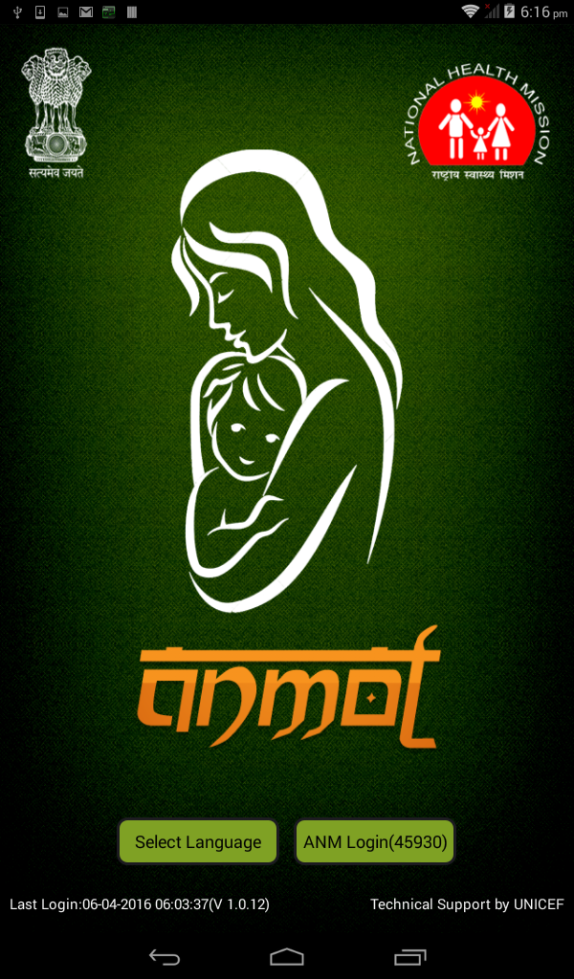 6:16 pm
सत्यमेव जयते
NATIONAL HEALTH MISSION
राष्ट्रीय स्वास्थ्य मिशन
anmol
Select Language
ANM Login(45930)
Last Login:06-04-2016 06:03:37(V 1.0.12)
Technical Support by UNICEF